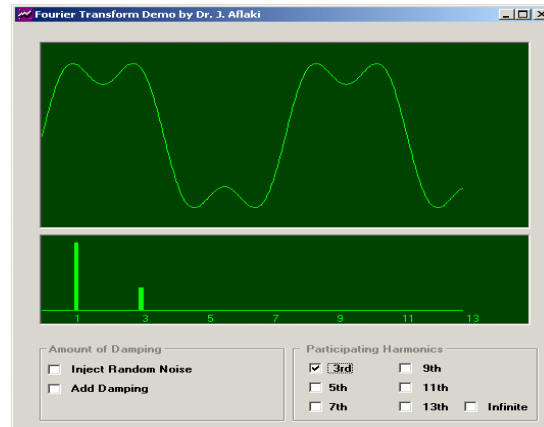 Fourier Transform Demo by Dr. J. Aflaki
1 3 5 7 9 11 13
Amount of Damping
Inject Random Noise
Add Damping
Participating Harmonics
3rd 9th
5th 11th
7th 13th Infinite